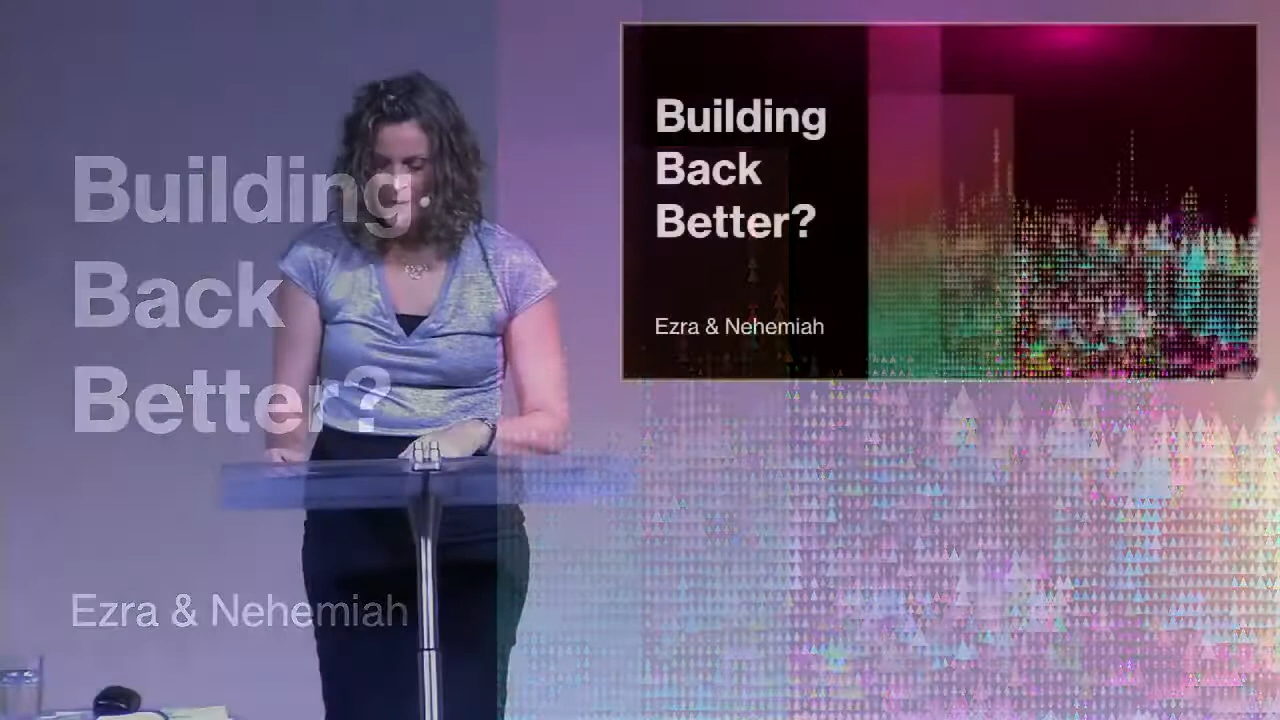 Building
Back
Better?
Ezra & Nehemiah
Building
Back
Better?
Ezra & Nehemiah